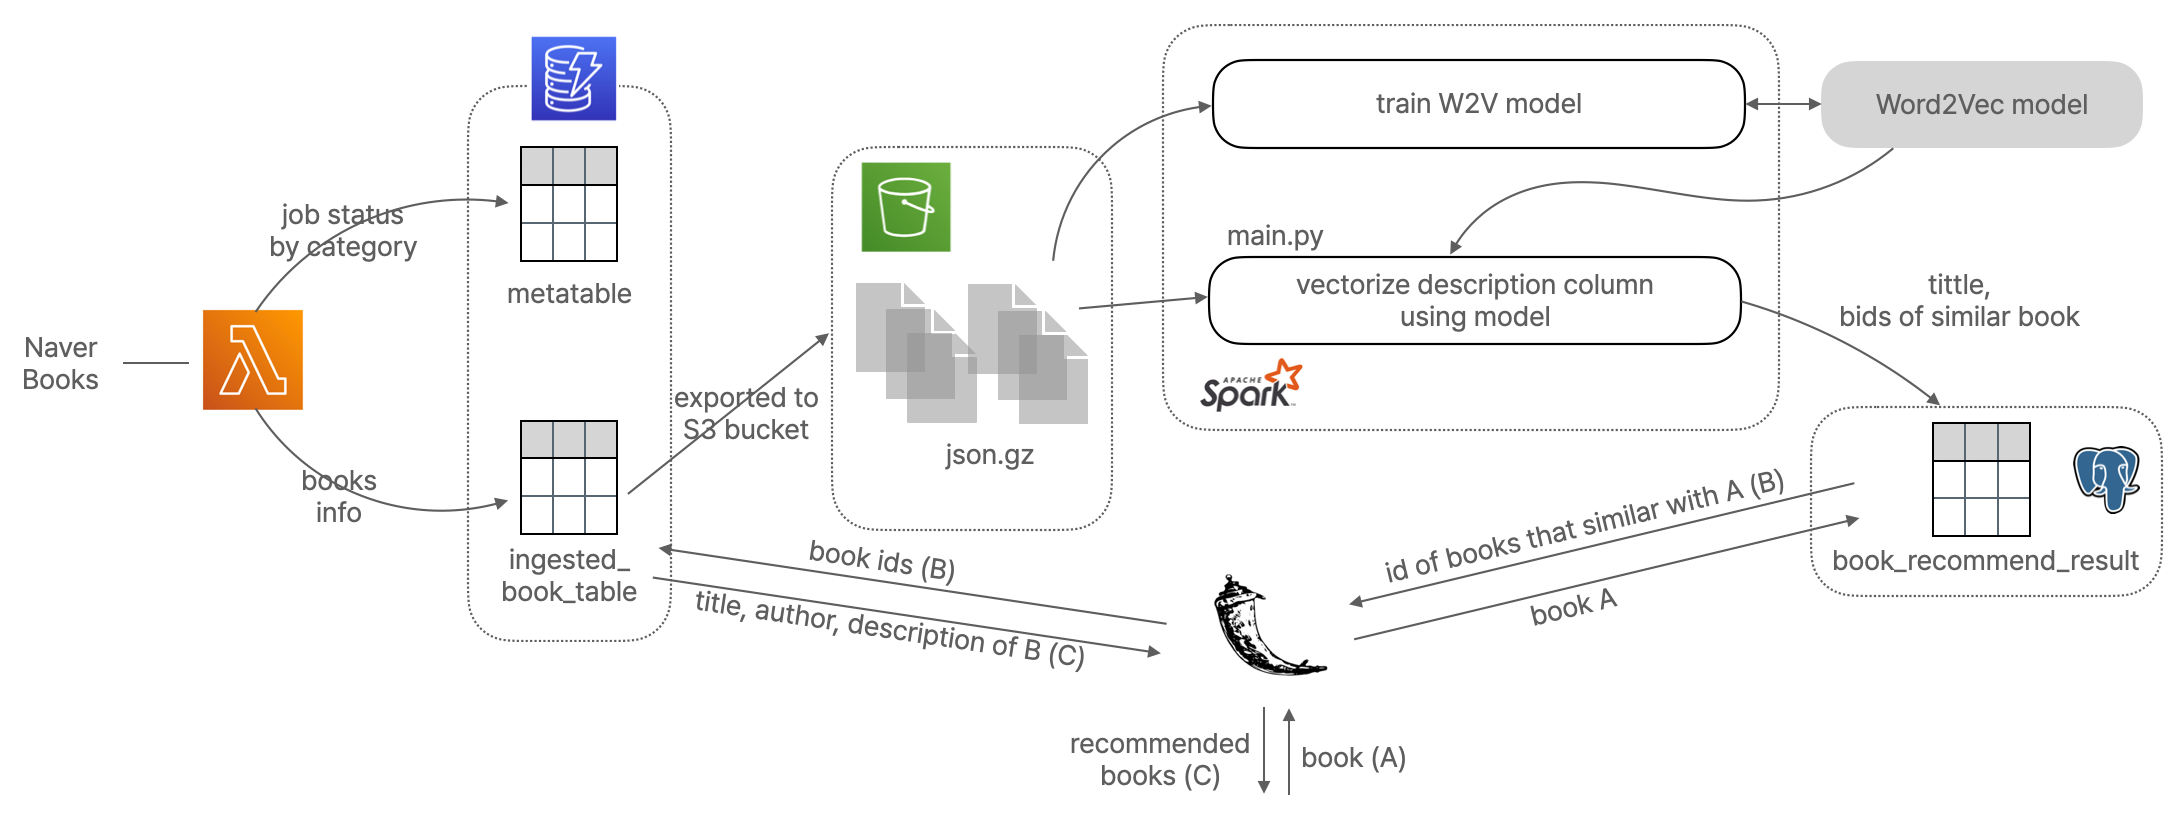 Naver
Books
job status
by category
books
info
metatable
ingested_
book_table
exported to
S3 bucket
json.gz
train W2V model
Word2Vec model
main.py
vectorize description column
using model
APACHE
Spark
tittle,
bids of similar book
book_recommend_result
id of books that similar with A (B)
book A
book ids (B)
title, author, description of B (C)
recommended
books (C)
book (A)